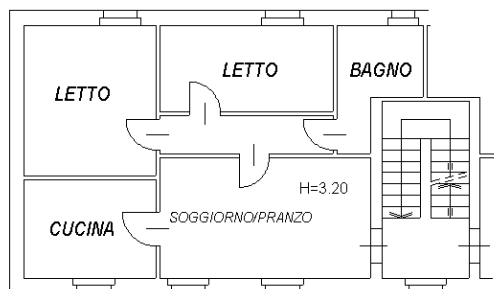 LETTO
LETTO
BAGNO
H=3.20
SOGGIORNO/PRANZO
CUCINA